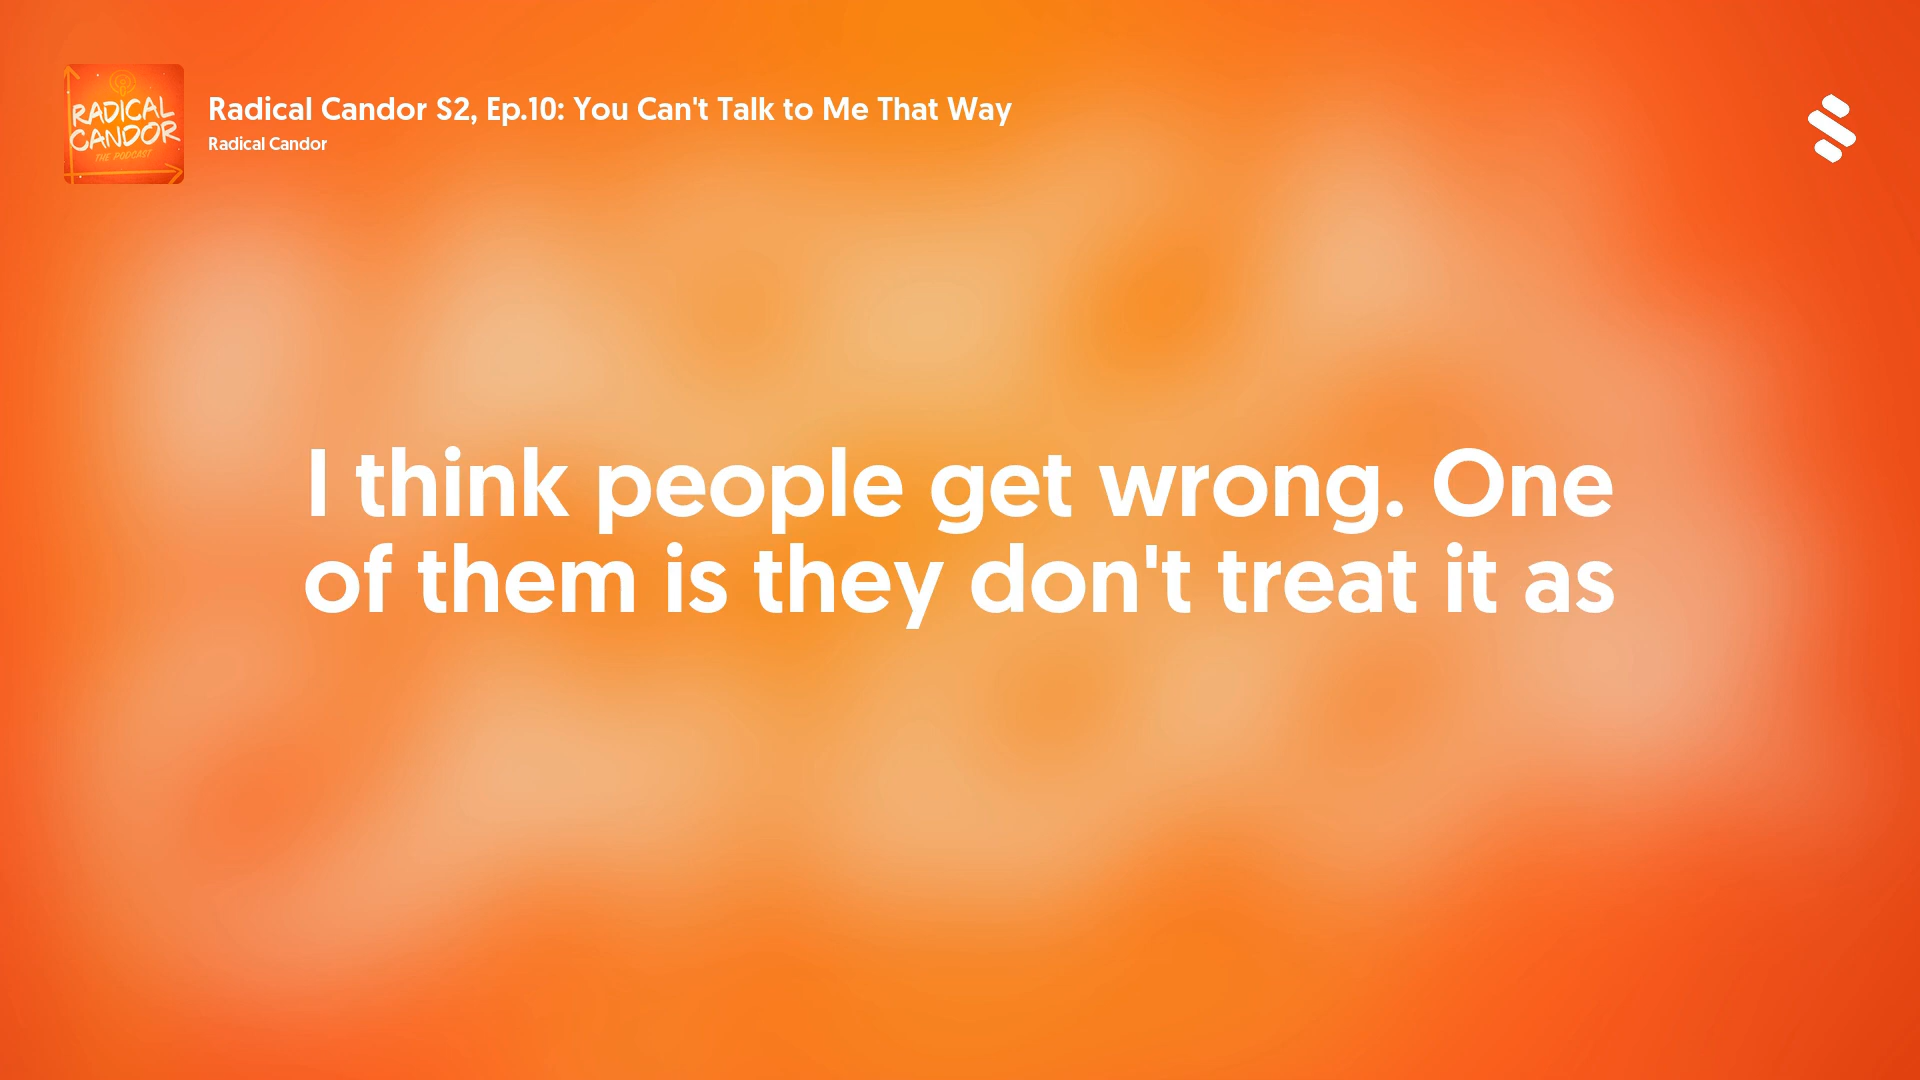 RADICAL
CANDOR
THE PODCAST
Radical Candor S2, Ep.10: You Can't Talk to Me That Way
Radical Candor
I think people get wrong. One
of them is they don't treat it as